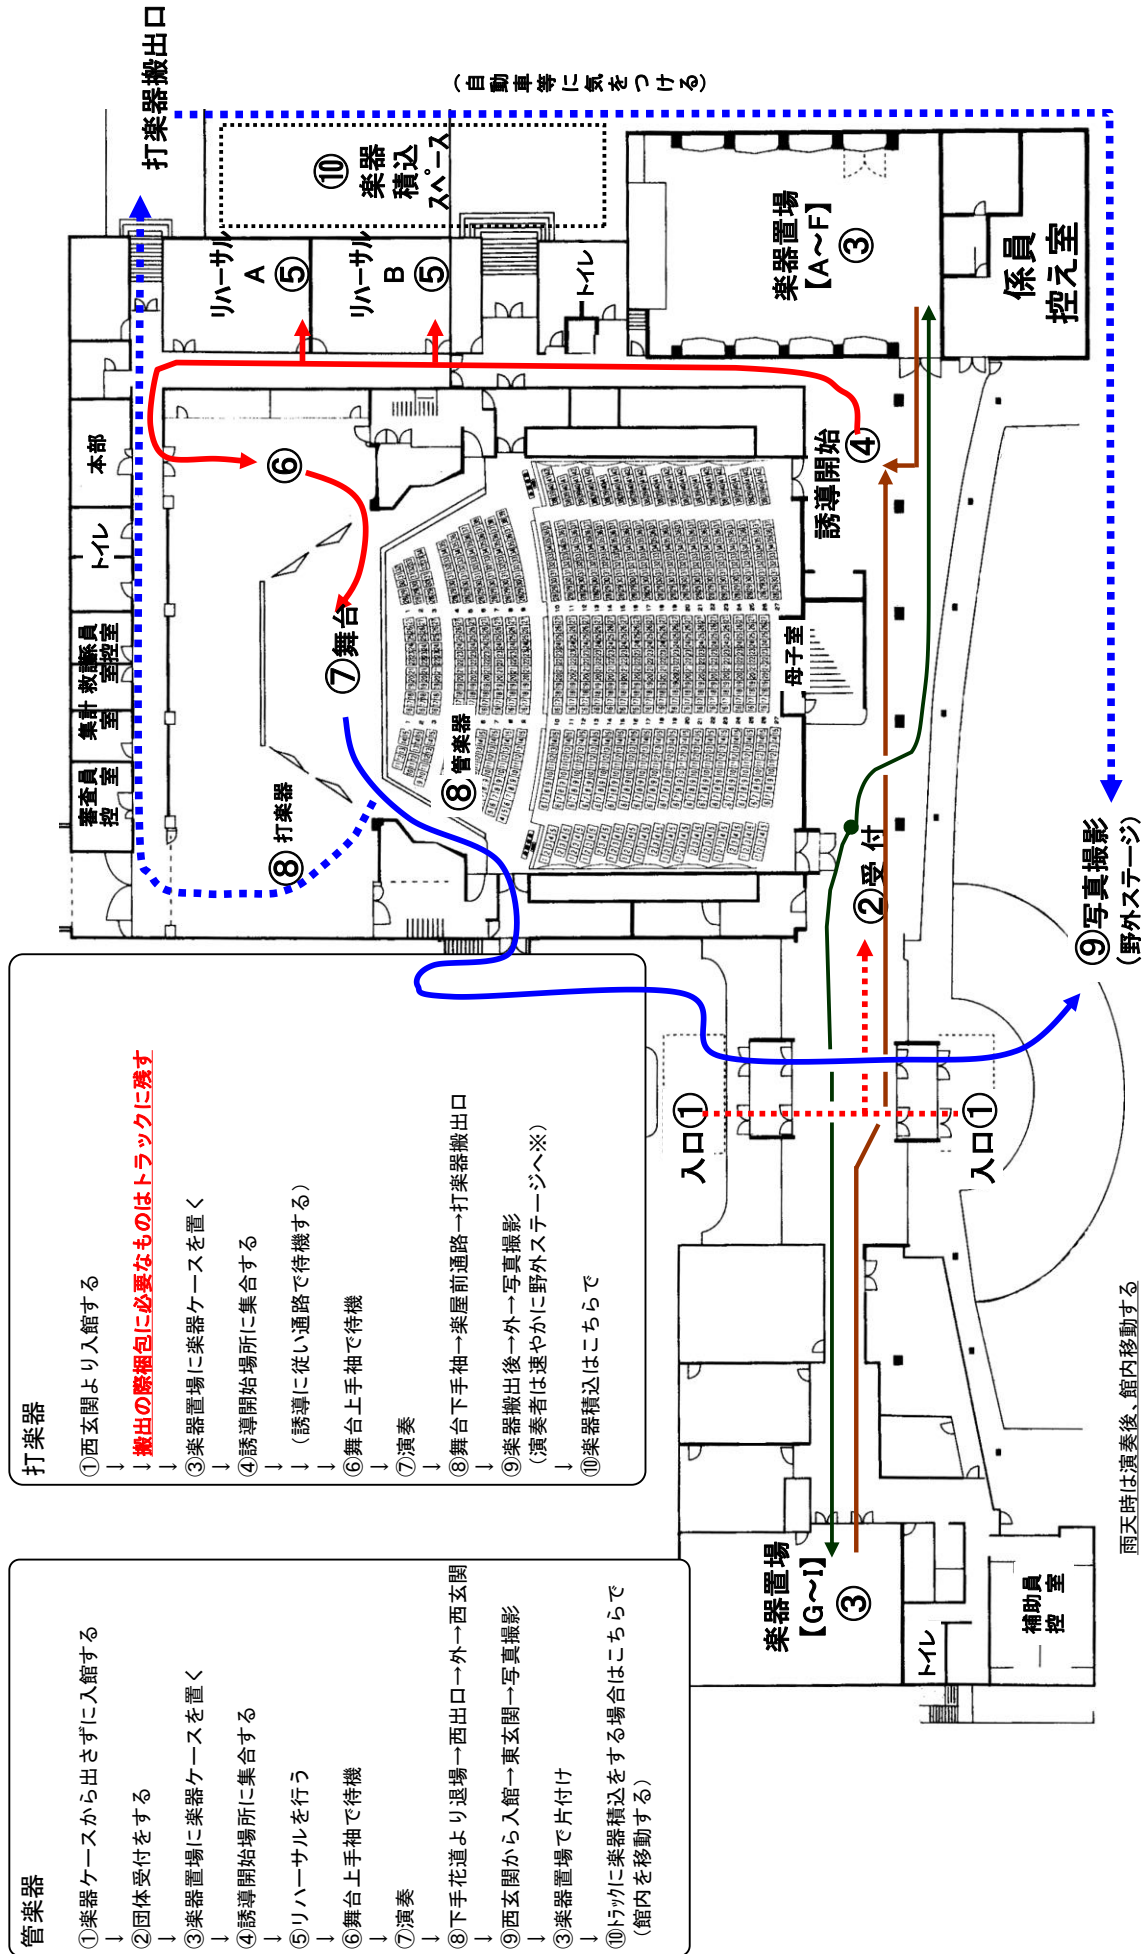 管楽器
①楽器ケースから出さずに入館する
↓
②団体受付をする
↓
③楽器置場に楽器ケースを置く
↓
④誘導開始場所に集合する
↓
⑤リハーサルを行う
↓
⑥舞台上手袖で待機
↓
⑦演奏
↓
⑧下手花道より退場→西出口→外→西玄関
↓
⑨西玄関から入館→東玄関→写真撮影
↓
③楽器置場で片付け
↓
⑩トラックに楽器積込をする場合はこちらで
(館内を移動する)
打楽器
①西玄関より入館する
↓
↓搬出の際梱包に必要なものはトラックに残す
↓
③楽器置場に楽器ケースを置く
↓
④誘導開始場所に集合する
↓
↓(誘導に従い通路で待機する)
↓
⑥舞台上手袖で待機
↓
⑦演奏
↓
⑧舞台下手袖→楽屋前通路→打楽器搬出口
↓
⑨楽器搬出後→外→写真撮影
(演奏者は速やかに野外ステージへ※)
↓
⑩楽器積込はこちらで
審査員
控 室
集計
室
救護
室
係員
控室
トイレ
本部
打楽器搬出口
リハーサル
A
⑤
リハーサル
B
⑤
⑩
楽器
積込
スペース
(自動車等に気をつける)
トイレ
楽器置場
【A～F】
③
係員
控え室
⑥
⑦舞台
⑧打楽器
⑧管楽器
誘導開始
④
母子室
②受付
入口①
入口①
⑨写真撮影
(野外ステージ)
楽器置場
【G～I】
③
トイレ
補助員
控 室
雨天時は演奏後、館内移動する